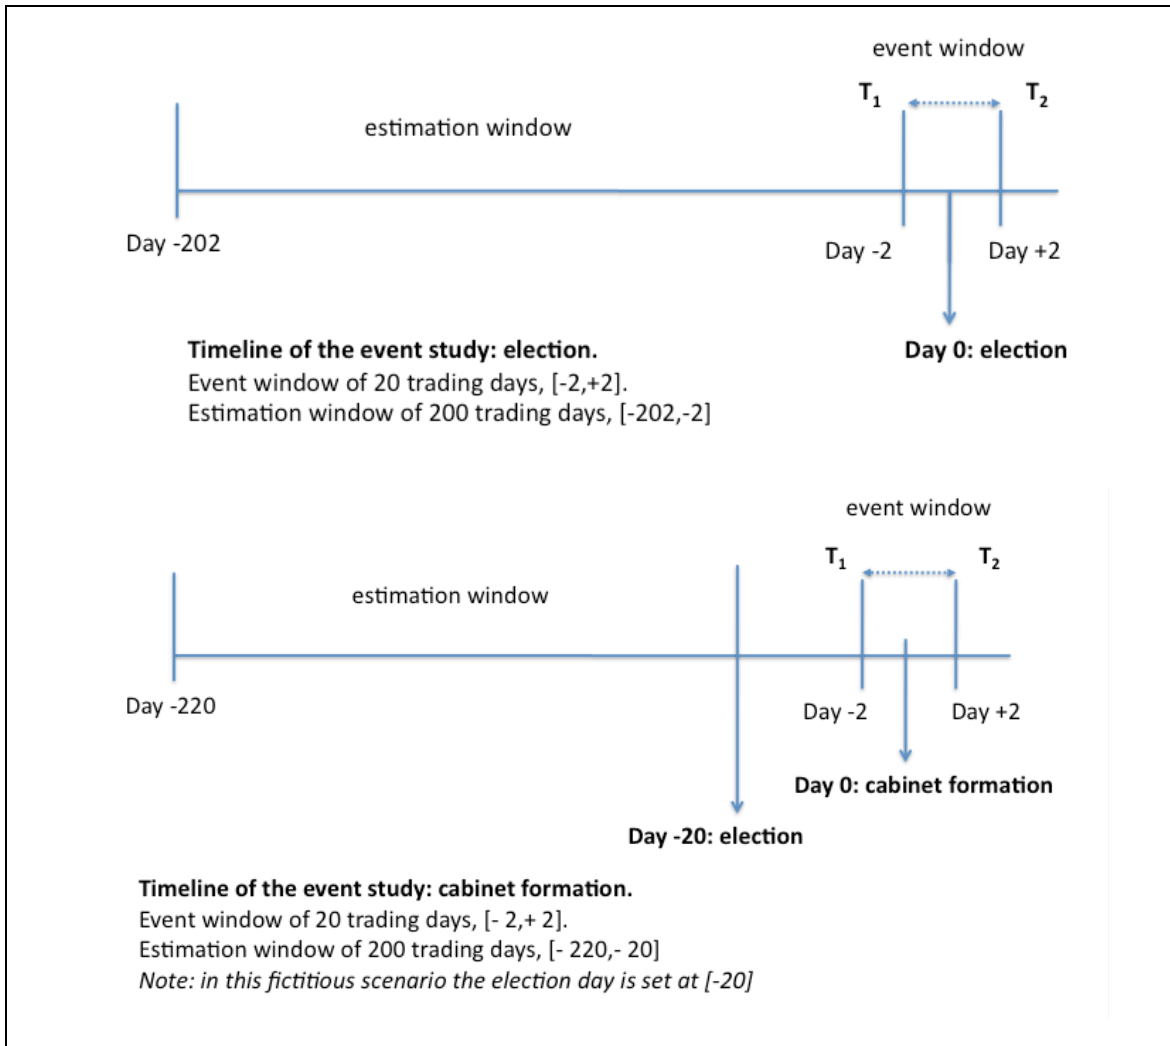 event window
T1 T2
estimation window
Day -202
Day -2
Day +2
Timeline of the event study: election.
Day 0: election
Event window of 20 trading days, [-2,+2].
Estimation window of 200 trading days, [-202,-2]
event window
T1 T2
estimation window
Day -220
Day -2
Day +2
Day 0: cabinet formation
Day -20: election
Timeline of the event study: cabinet formation.
Event window of 20 trading days, [- 2,+ 2].
Estimation window of 200 trading days, [- 220,- 20]
Note: in this fictitious scenario the election day is set at [-20]